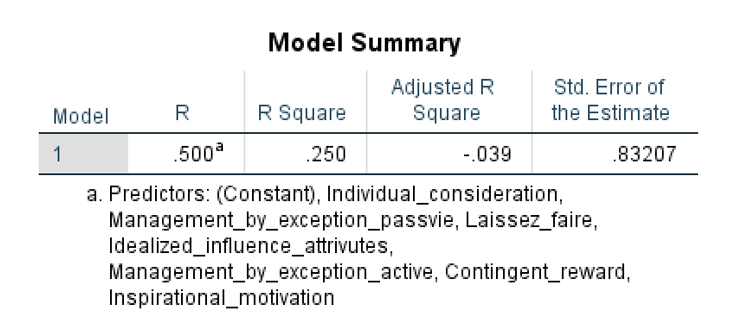 Model Summary
Model R R Square Adjusted R Square Std. Error of the Estimate
1 .500a .250 -.039 .83207
a. Predictors: (Constant), Individual_consideration,
Management_by_exception_passvie, Laissez_faire,
Idealized_influence_attrivutes,
Management_by_exception_active, Contingent_reward,
Inspirational_motivation